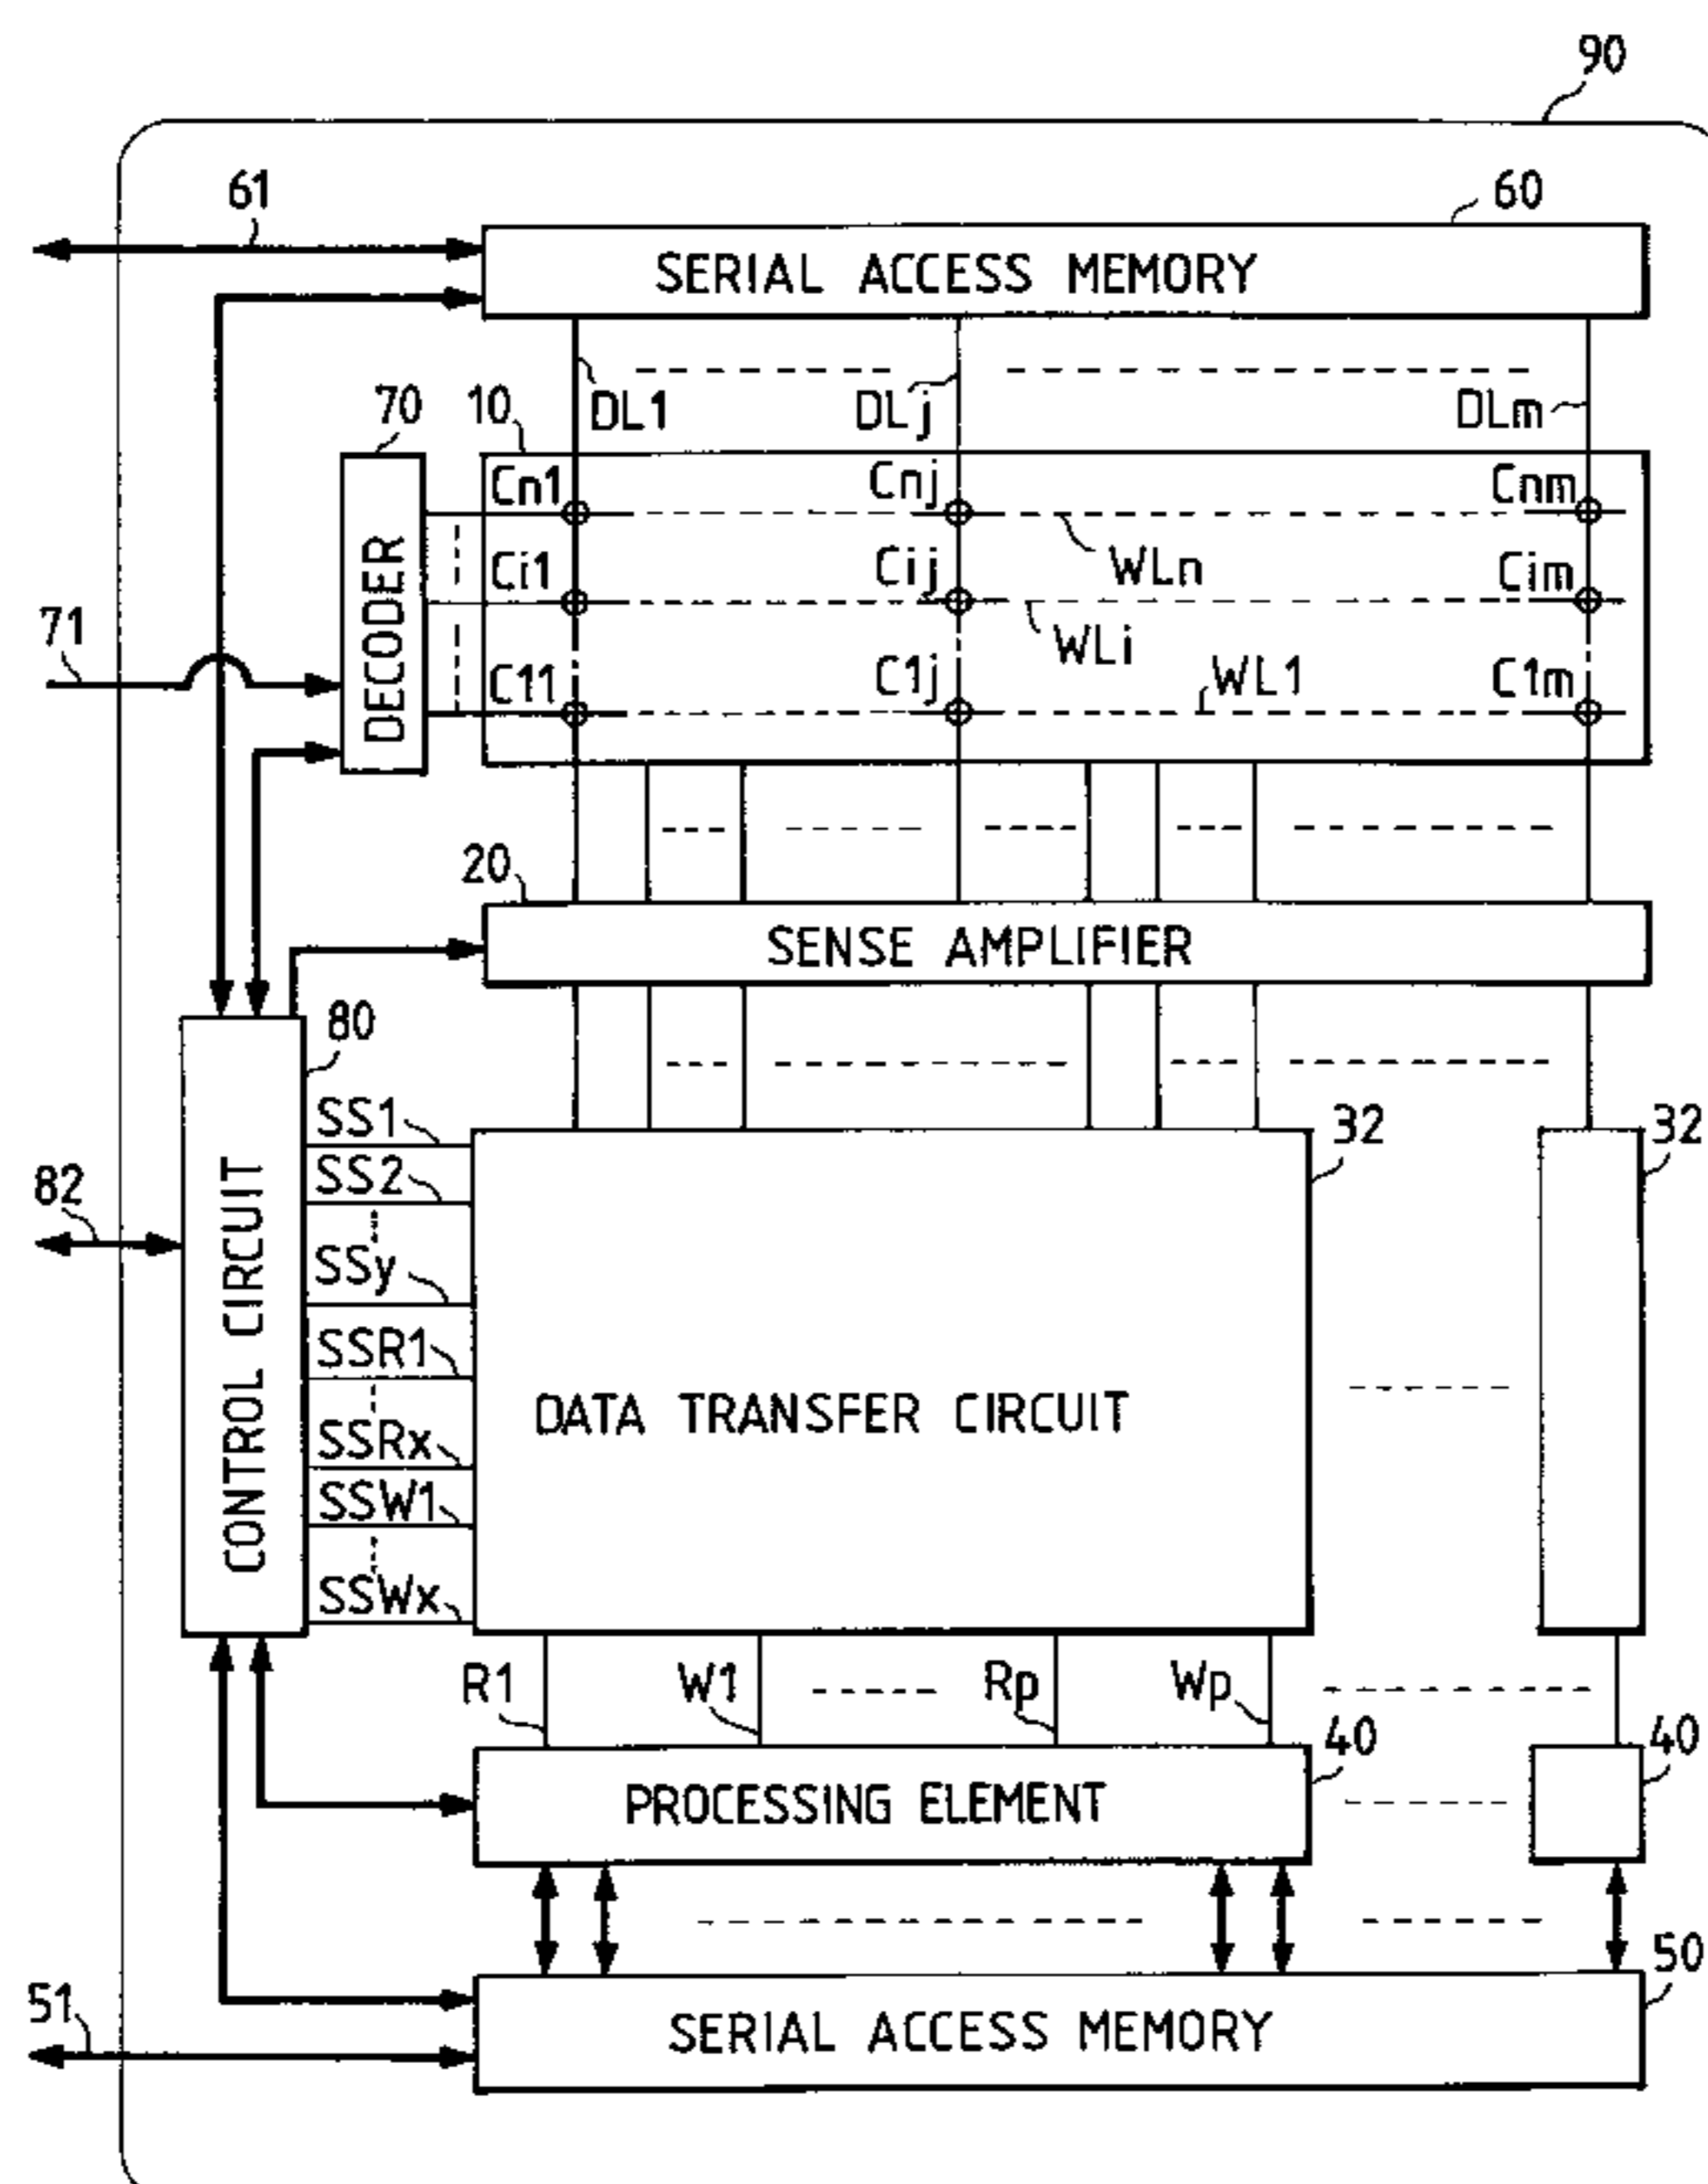 90
61
60
SERIAL ACCESS MEMORY
DL1
DLj
DLm
70
10
Cn1
Cnj
Cnm
WLn
DECODER
Ci1
Cij
Cim
WLi
71
C11
C1j
WL1
C1m
20
SENSE AMPLIFIER
80
SS1
32
32
SS2
82
SSy
CONTROL CIRCUIT
SSR1
DATA TRANSFER CIRCUIT
SSRx
SSW1
SSWx
R1
W1
Rp
Wp
40
40
PROCESSING ELEMENT
50
51
SERIAL ACCESS MEMORY